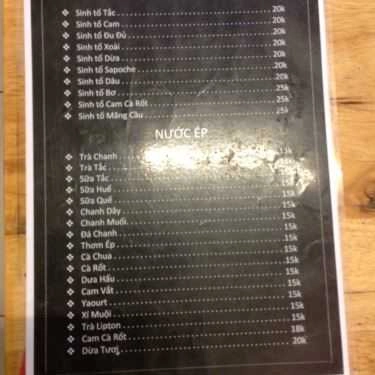 ❖ Sinh tố Tắc 20k
❖ Sinh tố Cam 20k
❖ Sinh tố Đu Đủ 20k
❖ Sinh tố Xoài 20k
❖ Sinh tố Dừa 20k
❖ Sinh tố Sapoche 20k
❖ Sinh tố Dâu 20k
❖ Sinh tố Bơ 25k
❖ Sinh tố Cam Cà Rốt 25k
❖ Sinh tố Mãng Cầu 25k
NƯỚC ÉP
❖ Trà Chanh 15k
❖ Trà Tắc 15k
❖ Sữa Tắc 15k
❖ Sữa Huế 15k
❖ Sữa Quế 15k
❖ Chanh Dây 15k
❖ Chanh Muối 15k
❖ Đá Chanh 15k
❖ Thơm Ép 15k
❖ Cà Chua 15k
❖ Cà Rốt 15k
❖ Dưa Hấu 15k
❖ Cam Vắt 15k
❖ Yaourt 15k
❖ Xí Muội 15k
❖ Trà Lipton 15k
❖ Cam Cà Rốt 18k
❖ Dừa Tươi 20k